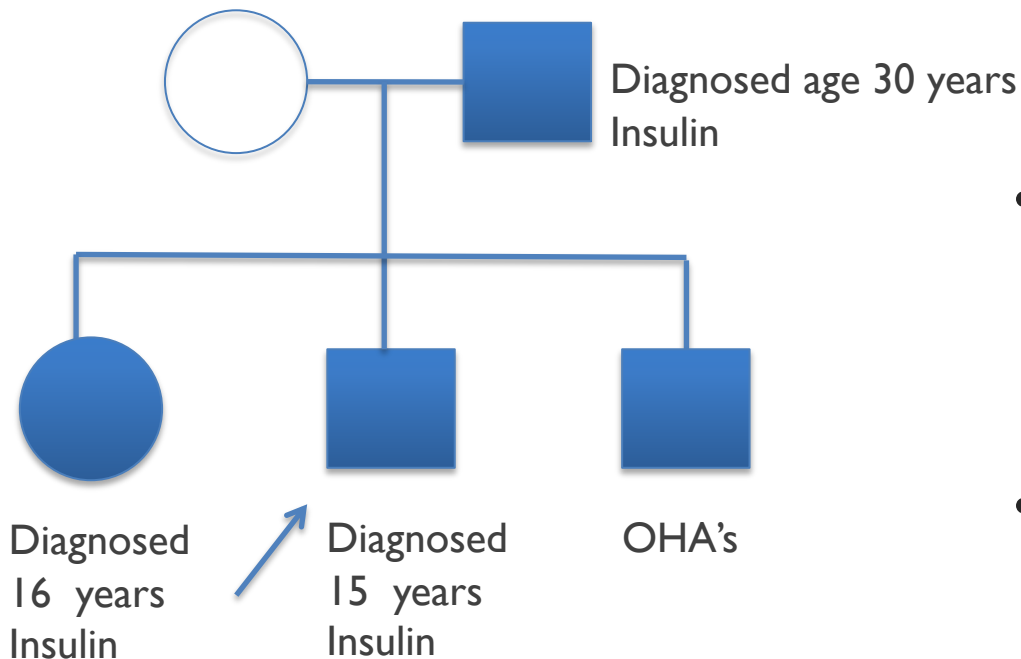 Diagnosed age 30 years
Insulin
Diagnosed
16 years
Insulin
Diagnosed
15 years
Insulin
OHA's